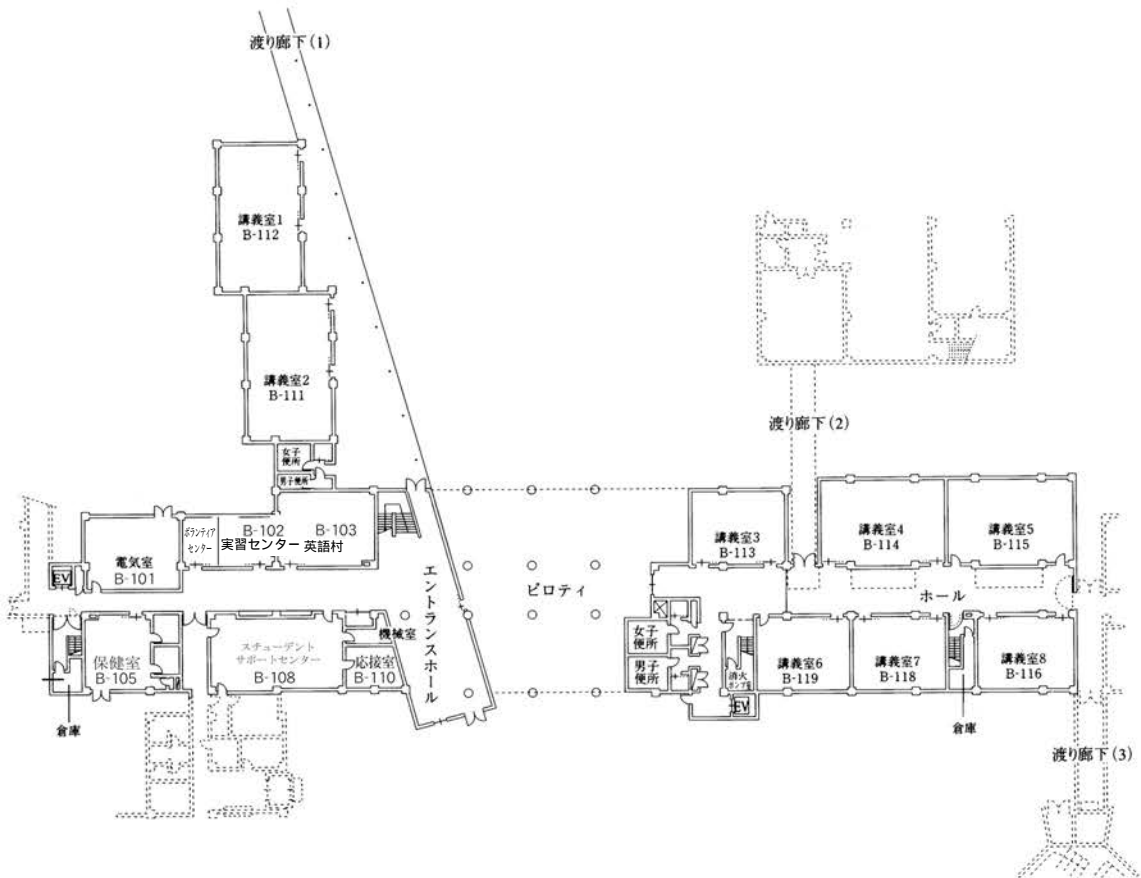 渡り廊下(1)
講義室1
B-112
講義室2
B-111
渡り廊下(2)
女子
便所
男子便所
ボランティア
センター
B-102
実習センター
B-103
英語村
電気室
B-101
EV
講義室3
B-113
講義室4
B-114
講義室5
B-115
エントランスホール
ピロティ
ホール
機械室
スチューデント
サポートセンター
B-108
応接室
B-110
保健室
B-105
倉庫
女子
便所
男子
便所
消火
ポンプ室
EV
講義室6
B-119
講義室7
B-118
講義室8
B-116
倉庫
渡り廊下(3)